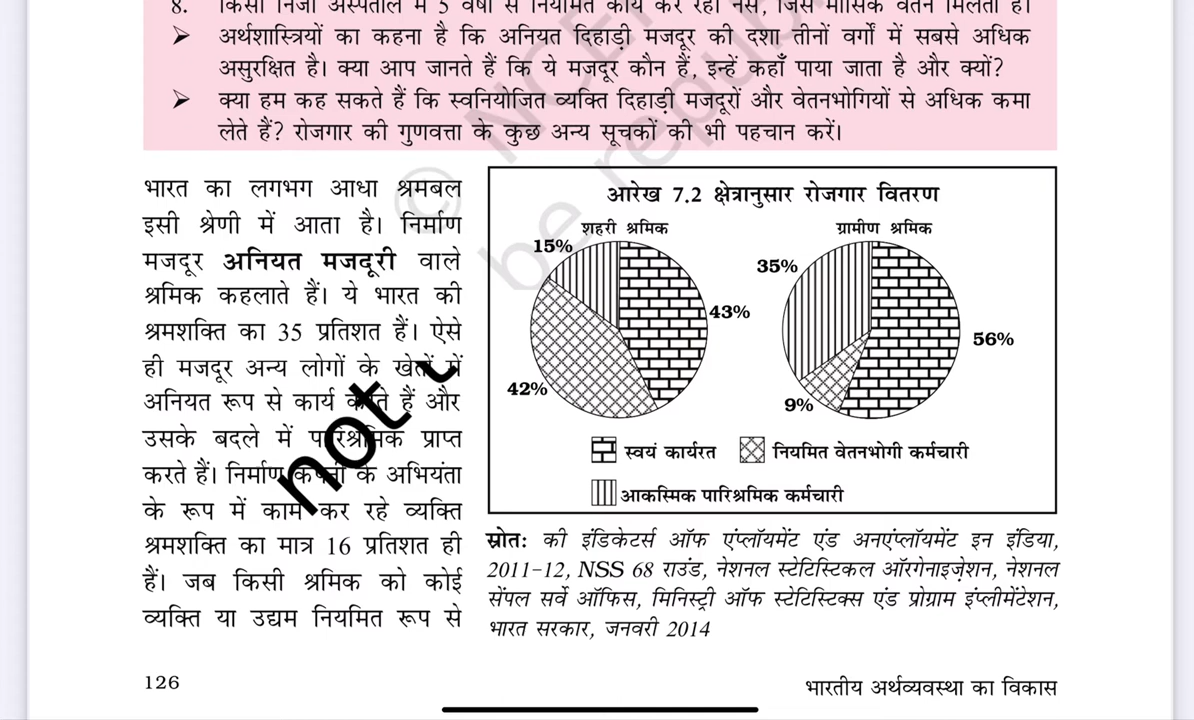 8. किसी निजी अस्पताल में 5 वर्षों से नियमित कार्य कर रही नर्स, जिसे मासिक वेतन मिलता है।
➤ अर्थशास्त्रियों का कहना है कि अनियत दिहाड़ी मजदूर की दशा तीनों वर्गों में सबसे अधिक
असुरक्षित है। क्या आप जानते हैं कि ये मजदूर कौन हैं, इन्हें कहाँ पाया जाता है और क्यों?
➤ क्या हम कह सकते हैं कि स्वनियोजित व्यक्ति दिहाड़ी मजदूरों और वेतनभोगियों से अधिक कमा
लेते हैं? रोजगार की गुणवत्ता के कुछ अन्य सूचकों की भी पहचान करें।
भारत का लगभग आधा श्रमबल
इसी श्रेणी में आता है। निर्माण
मजदूर अनियत मजदूरी वाले
श्रमिक कहलाते हैं। ये भारत की
श्रमशक्ति का 35 प्रतिशत हैं। ऐसे
ही मजदूर अन्य लोगों के खेतों में
अनियत रूप से कार्य करते हैं और
उसके बदले में पारिश्रमिक प्राप्त
करते हैं। निर्माण कंपनी के अभियंता
के रूप में काम कर रहे व्यक्ति
श्रमशक्ति का मात्र 16 प्रतिशत ही
हैं। जब किसी श्रमिक को कोई
व्यक्ति या उद्यम नियमित रूप से
आरेख 7.2 क्षेत्रानुसार रोजगार वितरण
शहरी श्रमिक
15%
43%
42%
ग्रामीण श्रमिक
35%
56%
9%
स्वयं कार्यरत नियमित वेतनभोगी कर्मचारी
आकस्मिक पारिश्रमिक कर्मचारी
स्रोतः की इंडिकेटर्स ऑफ एंप्लॉयमेंट एंड अनएंप्लॉयमेंट इन इंडिया,
2011-12, NSS 68 राउंड, नेशनल स्टेटिस्टिकल ऑरगेनाइज़ेशन, नेशनल
सेंपल सर्वे ऑफिस, मिनिस्ट्री ऑफ स्टेटिस्टिक्स एंड प्रोग्राम इंप्लीमेंटेशन,
भारत सरकार, जनवरी 2014
126
भारतीय अर्थव्यवस्था का विकास
© NCE
be republ
not t